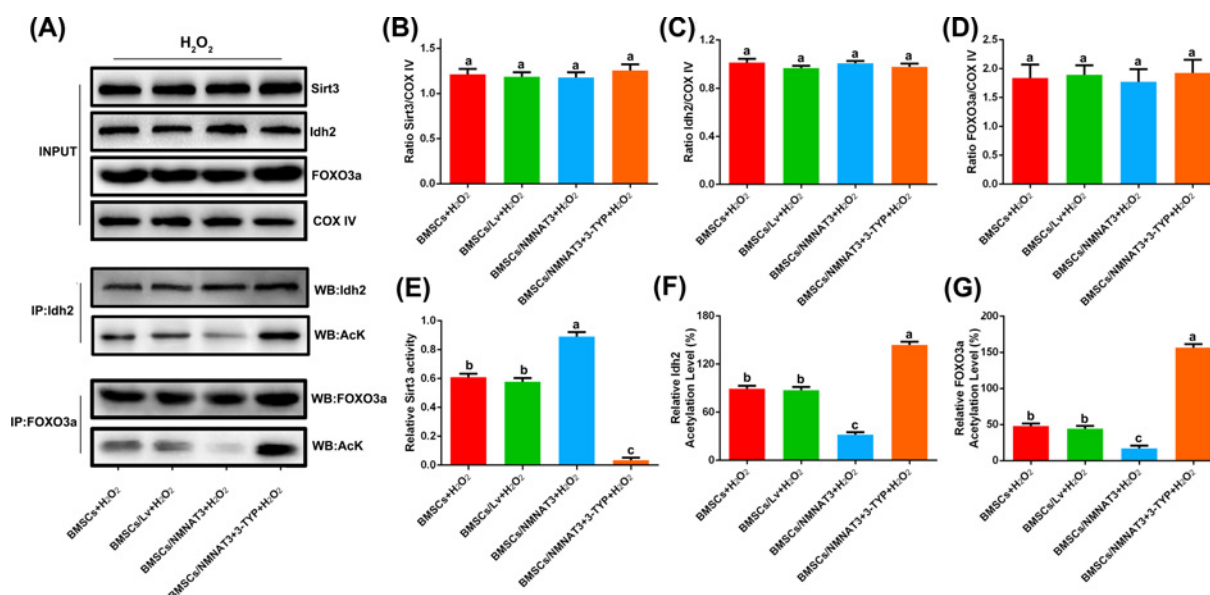 (A)
H₂O₂
Sirt3
Idh2
INPUT
FOXO3a
COX IV
WB:Idh2
IP:Idh2
WB:AcK
WB:FOXO3a
IP:FOXO3a
WB:AcK
BMSCs+H₂O₂
BMSCs/Lv+H₂O₂
BMSCs/NMNAT3+H₂O₂
BMSCs/NMNAT3+3-TYP+H₂O₂
(B)
Ratio Sirt3/COX IV
1.5
1.2
0.9
0.6
0.3
0.0
a a a a
BMSCs+H₂O₂
BMSCs/Lv+H₂O₂
BMSCs/NMNAT3+H₂O₂
BMSCs/NMNAT3+3-TYP+H₂O₂
(C)
Ratio Idh2/COX IV
1.2
0.9
0.6
0.3
0.0
a a a a
BMSCs+H₂O₂
BMSCs/Lv+H₂O₂
BMSCs/NMNAT3+H₂O₂
BMSCs/NMNAT3+3-TYP+H₂O₂
(D)
Ratio FOXO3a/COX IV
2.5
2.0
1.5
1.0
0.5
0.0
a a a a
BMSCs+H₂O₂
BMSCs/Lv+H₂O₂
BMSCs/NMNAT3+H₂O₂
BMSCs/NMNAT3+3-TYP+H₂O₂
(E)
Relative Sirt3 activity
1.0
0.8
0.6
0.4
0.2
0.0
b b a c
BMSCs+H₂O₂
BMSCs/Lv+H₂O₂
BMSCs/NMNAT3+H₂O₂
BMSCs/NMNAT3+3-TYP+H₂O₂
(F)
Relative Idh2
Acetylation Level (%)
180
120
60
0
b b c a
BMSCs+H₂O₂
BMSCs/Lv+H₂O₂
BMSCs/NMNAT3+H₂O₂
BMSCs/NMNAT3+3-TYP+H₂O₂
(G)
Relative FOXO3a
Acetylation Level (%)
200
150
100
50
0
b b c a
BMSCs+H₂O₂
BMSCs/Lv+H₂O₂
BMSCs/NMNAT3+H₂O₂
BMSCs/NMNAT3+3-TYP+H₂O₂